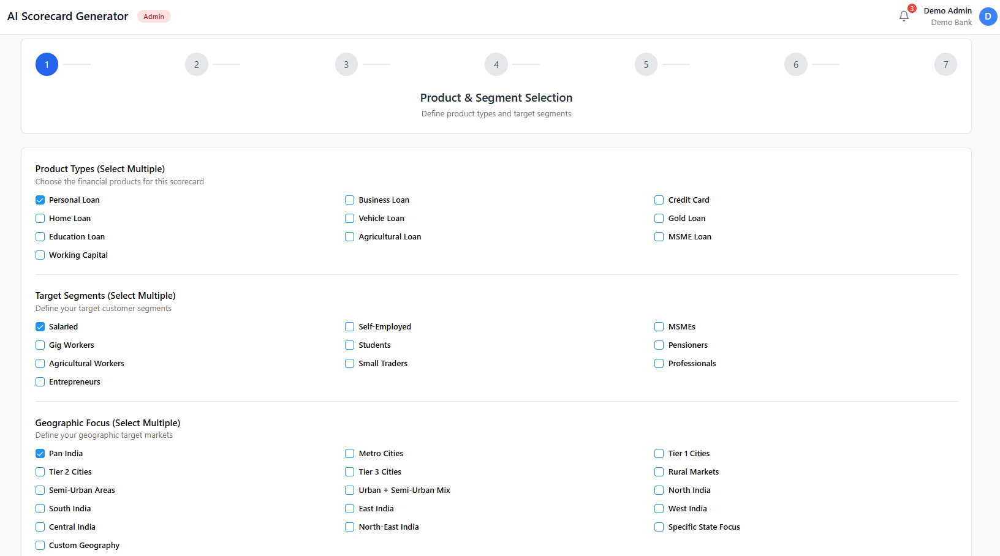 AI Scorecard Generator Admin
3
Demo Admin
Demo Bank
D
1 2 3 4 5 6 7
Product & Segment Selection
Define product types and target segments
Product Types (Select Multiple)
Choose the financial products for this scorecard
Personal Loan Business Loan Credit Card
Home Loan Vehicle Loan Gold Loan
Education Loan Agricultural Loan MSME Loan
Working Capital
Target Segments (Select Multiple)
Define your target customer segments
Salaried Self-Employed MSMEs
Gig Workers Students Pensioners
Agricultural Workers Small Traders Professionals
Entrepreneurs
Geographic Focus (Select Multiple)
Define your geographic target markets
Pan India Metro Cities Tier 1 Cities
Tier 2 Cities Tier 3 Cities Rural Markets
Semi-Urban Areas Urban + Semi-Urban Mix North India
South India East India West India
Central India North-East India Specific State Focus
Custom Geography